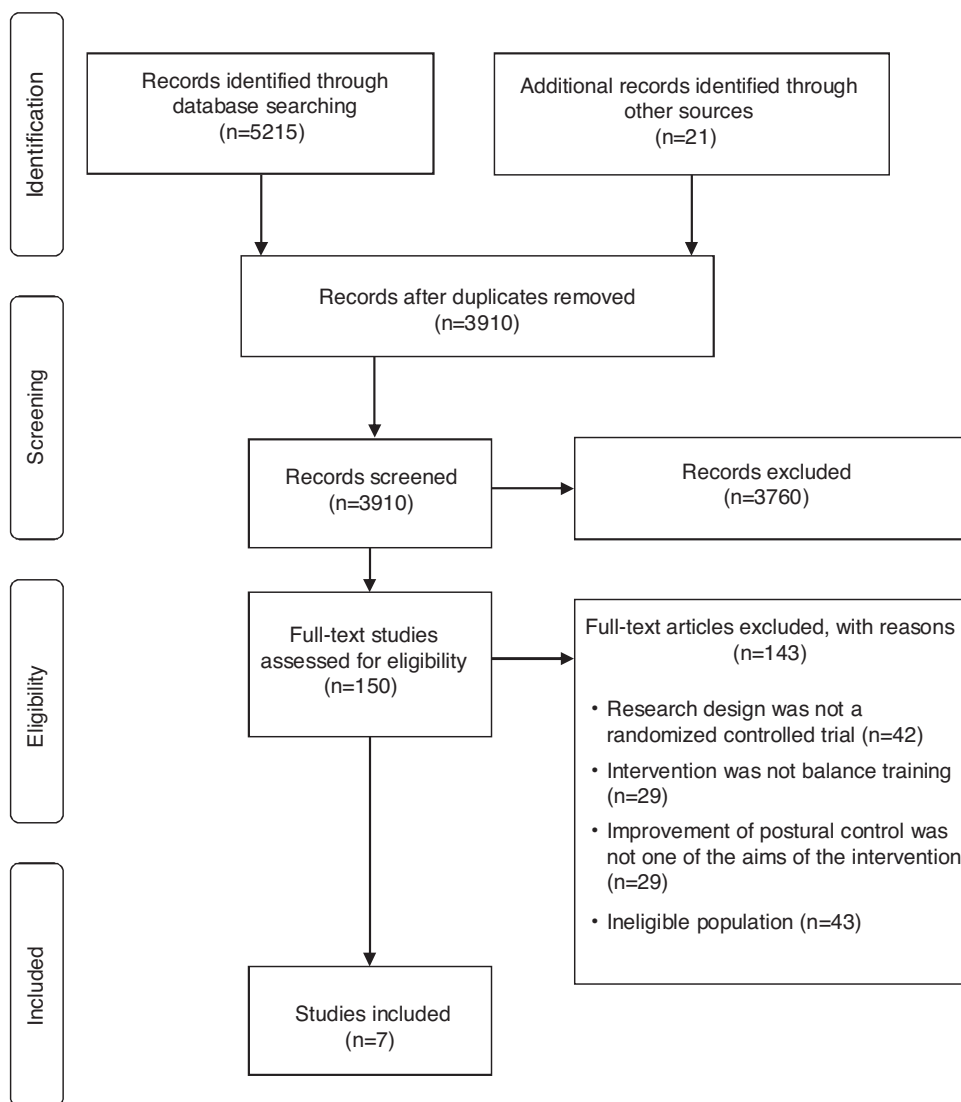 Identification
Records identified through
database searching
(n=5215)
Additional records identified through
other sources
(n=21)
Records after duplicates removed
(n=3910)
Screening
Records screened
(n=3910)
Records excluded
(n=3760)
Eligibility
Full-text studies
assessed for eligibility
(n=150)
Full-text articles excluded, with reasons
(n=143)
• Research design was not a
randomized controlled trial (n=42)
• Intervention was not balance training
(n=29)
• Improvement of postural control was
not one of the aims of the intervention
(n=29)
• Ineligible population (n=43)
Included
Studies included
(n=7)